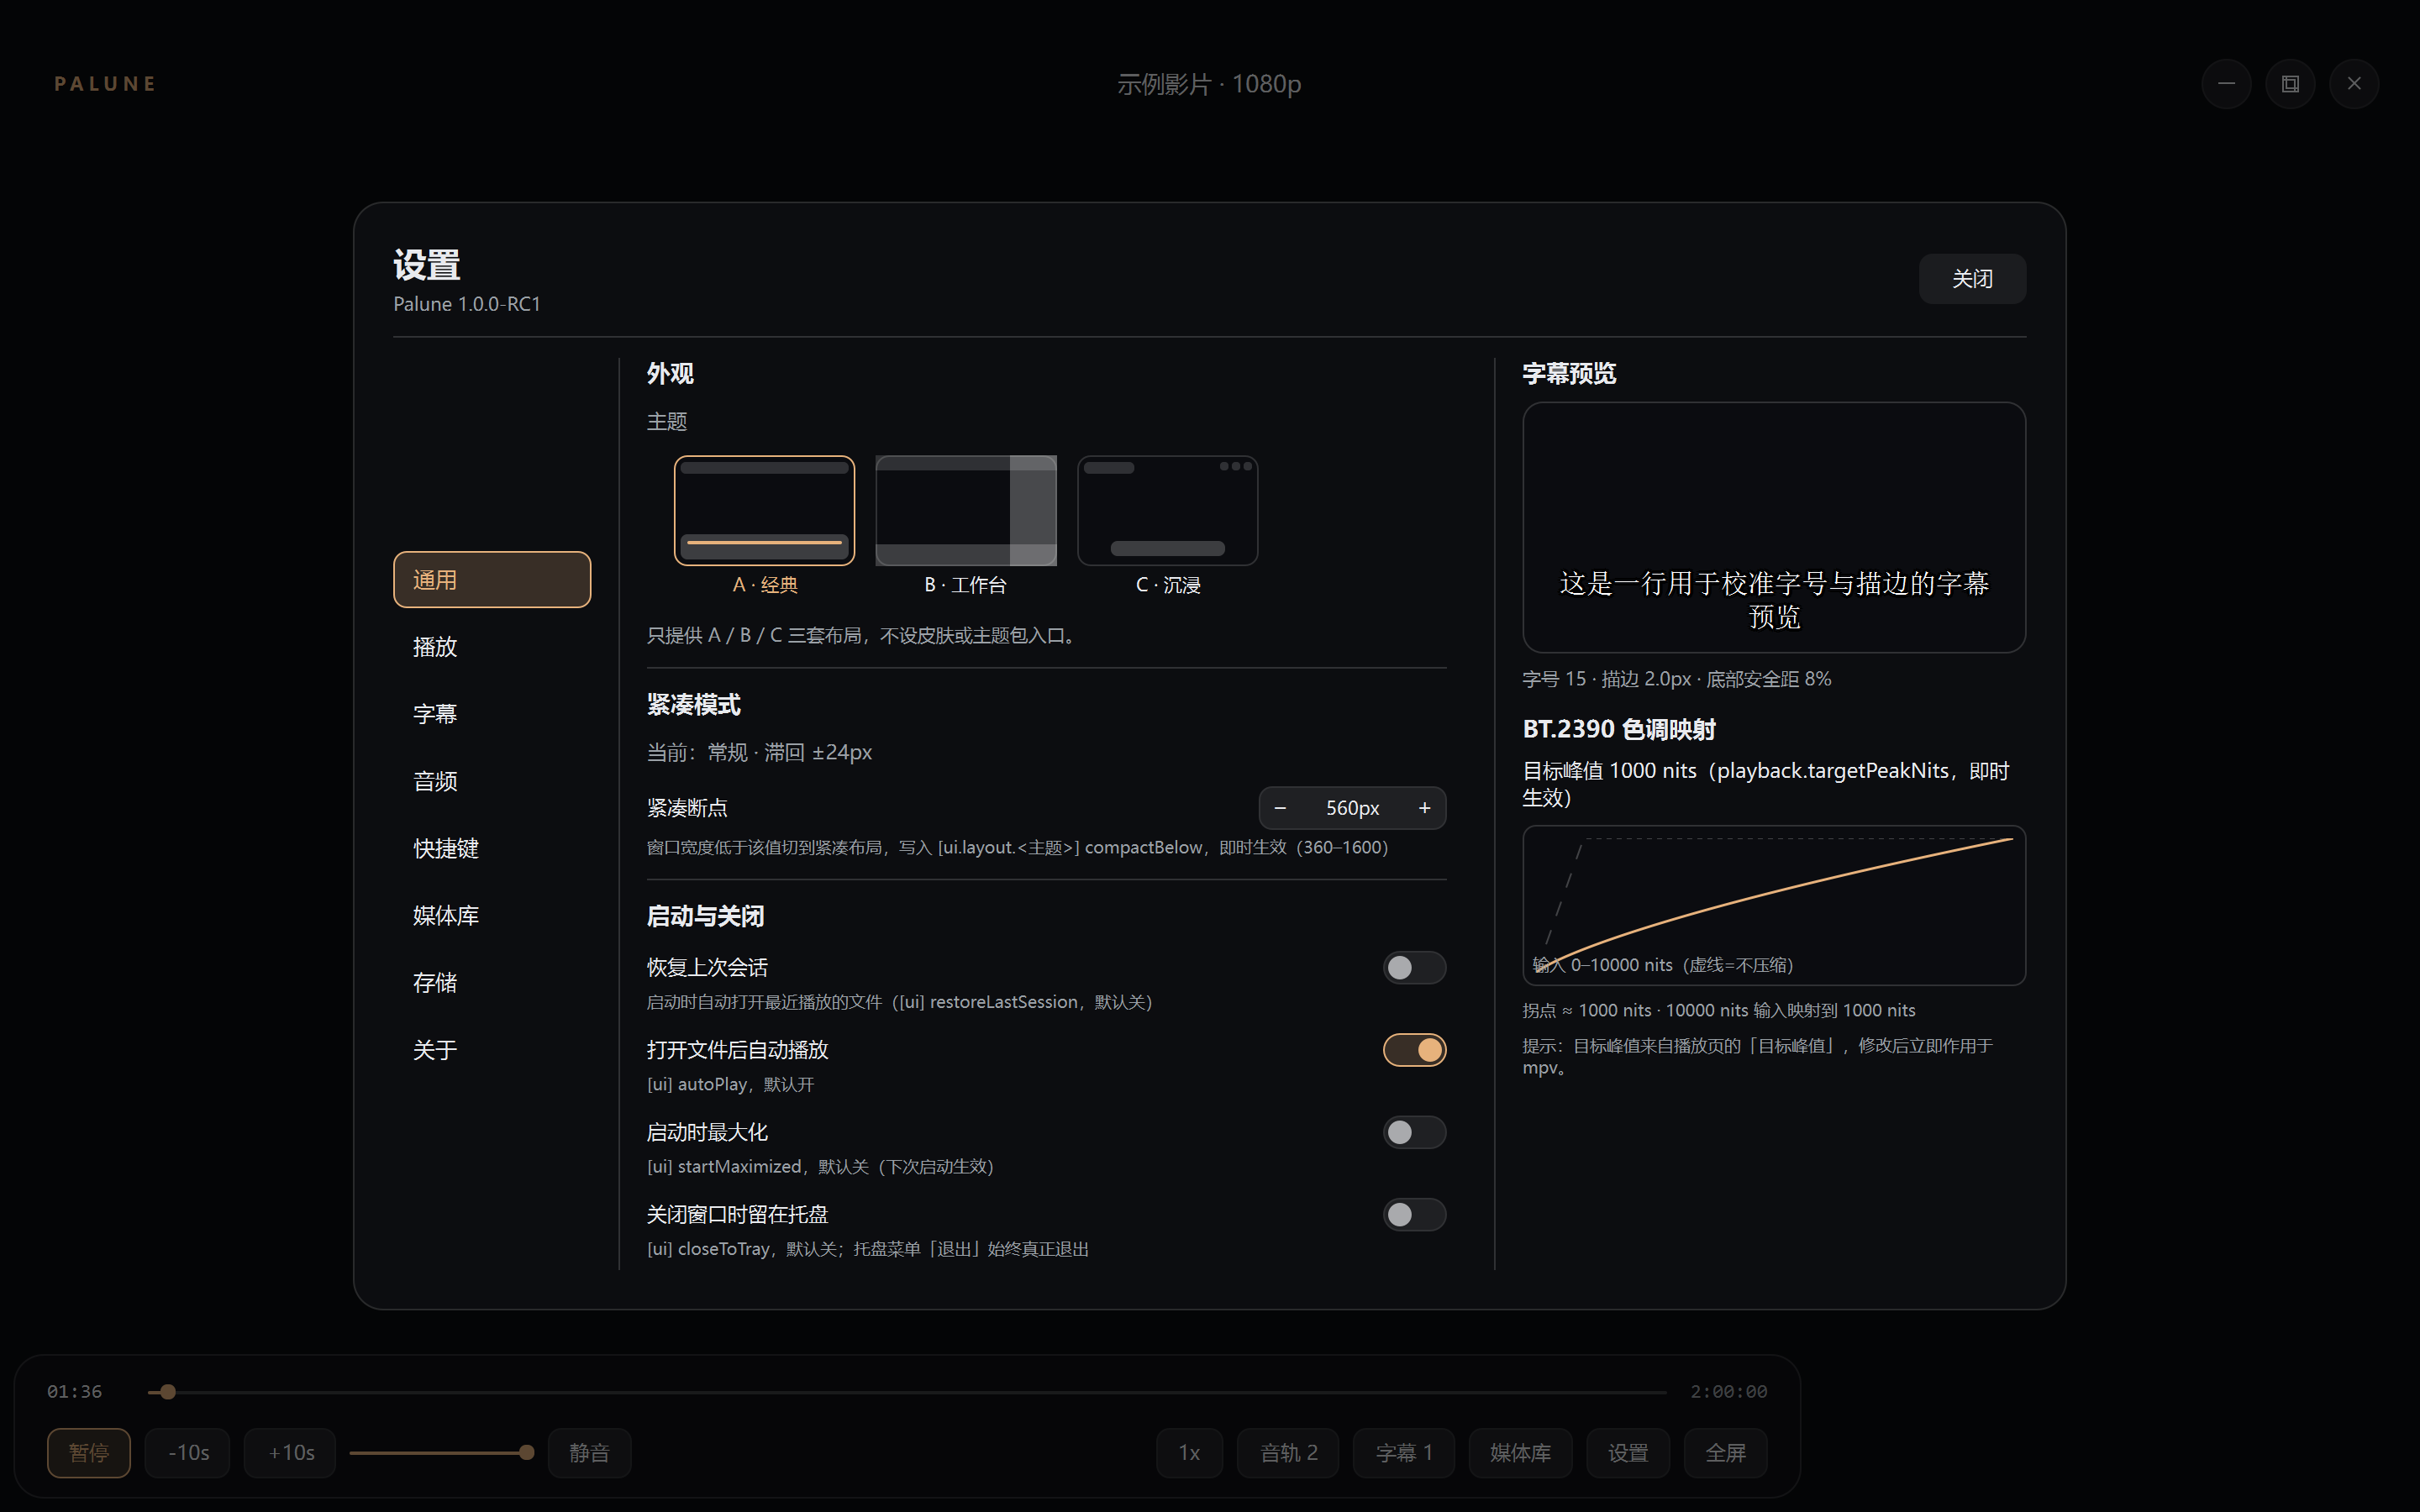 PALUNE
示例影片 · 1080p
设置
Palune 1.0.0-RC1
关闭
通用
播放
字幕
音频
快捷键
媒体库
存储
关于
外观
主题
A · 经典
B · 工作台
C · 沉浸
只提供 A / B / C 三套布局，不设皮肤或主题包入口。
紧凑模式
当前：常规 · 滞回 ±24px
紧凑断点
− 560px +
窗口宽度低于该值切到紧凑布局，写入 [ui.layout.<主题>] compactBelow，即时生效（360–1600）
启动与关闭
恢复上次会话
启动时自动打开最近播放的文件（[ui] restoreLastSession，默认关）
打开文件后自动播放
[ui] autoPlay，默认开
启动时最大化
[ui] startMaximized，默认关（下次启动生效）
关闭窗口时留在托盘
[ui] closeToTray，默认关；托盘菜单「退出」始终真正退出
字幕预览
这是一行用于校准字号与描边的字幕
预览
字号 15 · 描边 2.0px · 底部安全距 8%
BT.2390 色调映射
目标峰值 1000 nits（playback.targetPeakNits，即时
生效）
输入 0–10000 nits（虚线=不压缩）
拐点 ≈ 1000 nits · 10000 nits 输入映射到 1000 nits
提示：目标峰值来自播放页的「目标峰值」，修改后立即作用于
mpv。
01:36
2:00:00
暂停
-10s
+10s
静音
1x
音轨 2
字幕 1
媒体库
设置
全屏